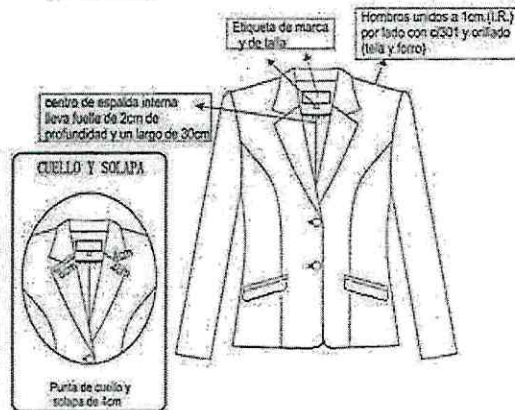 Etiqueta de marca
y de talla
Hombros unidos a 1cm.(I.R.)
por lado con c/301 y orillado
(tela y forro)
centro de espalda interna
lleva fuelle de 2cm de
profundidad y un largo de 30cm
CUELLO Y SOLAPA
Punta de cuello y
solapa de 4cm